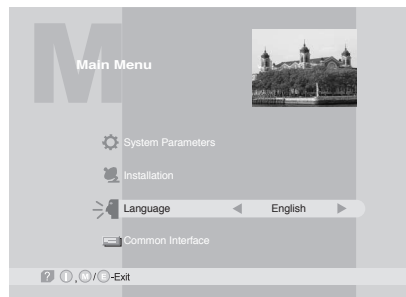 M
Main Menu
System Parameters
Installation
Language English
Common Interface
? I , M / E -Exit